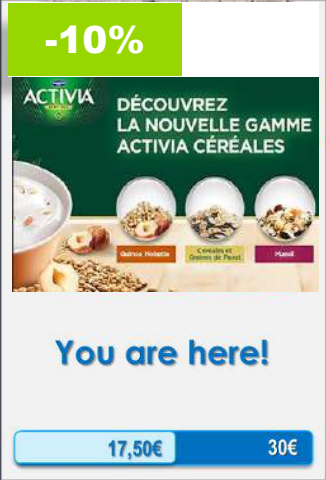 -10%
ACTIVIA
DÉCOUVREZ
LA NOUVELLE GAMME
ACTIVIA CÉRÉALES
Quinoa Noisette
Céréales et
Graines de Pavot
Muesli
You are here!
17,50€
30€